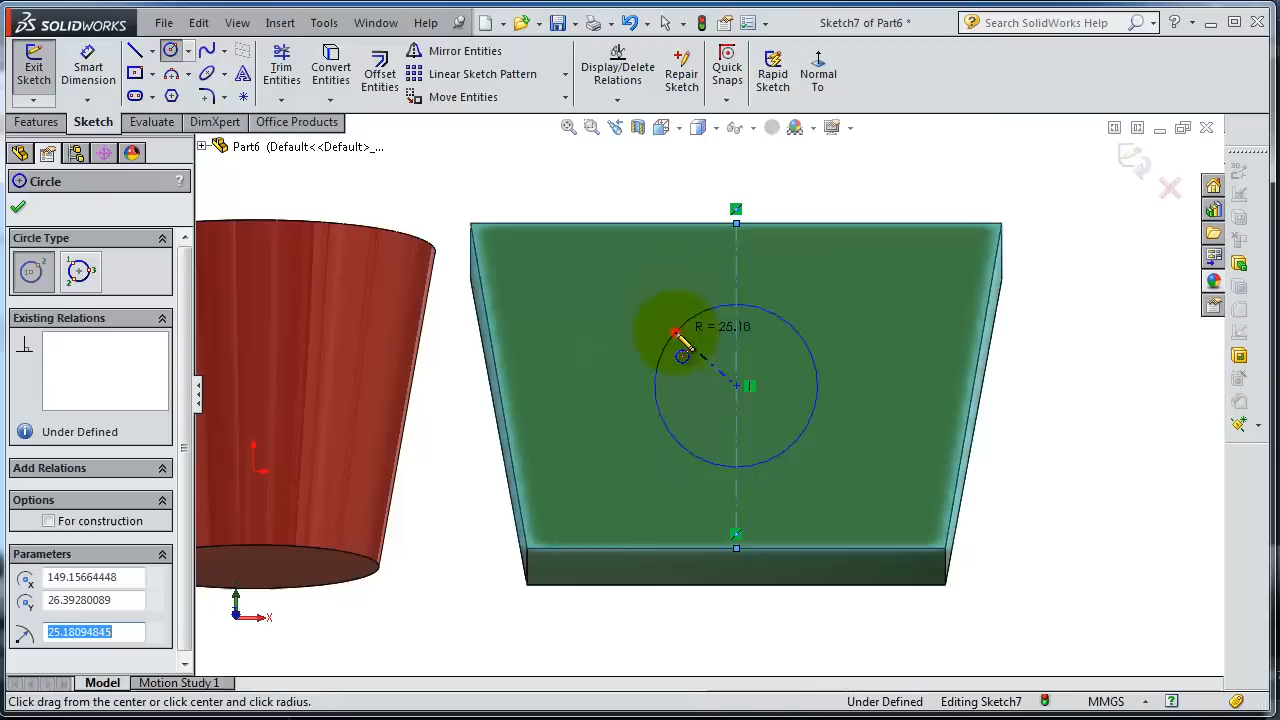 SOLIDWORKS File Edit View Insert Tools Window Help Sketch7 of Part6 * Search SolidWorks Help
Exit Sketch
Smart Dimension
Trim Entities
Convert Entities
Offset Entities
Mirror Entities
Linear Sketch Pattern
Move Entities
Display/Delete Relations
Repair Sketch
Quick Snaps
Rapid Sketch
Normal To
Features Sketch Evaluate DimXpert Office Products
Part6 (Default<<Default>_...
Circle ?
Circle Type
Existing Relations
Under Defined
Add Relations
Options
For construction
Parameters
149.15664448
26.39280089
25.18094845
R = 25.18
X
Model Motion Study 1
Click drag from the center or click center and click radius. Under Defined Editing Sketch7 MMGS